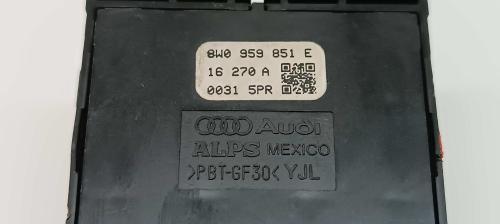 8W0 959 851 E
16 270 A
0031 5PR
Audi
ALPS MEXICO
>PBT-GF30< YJL